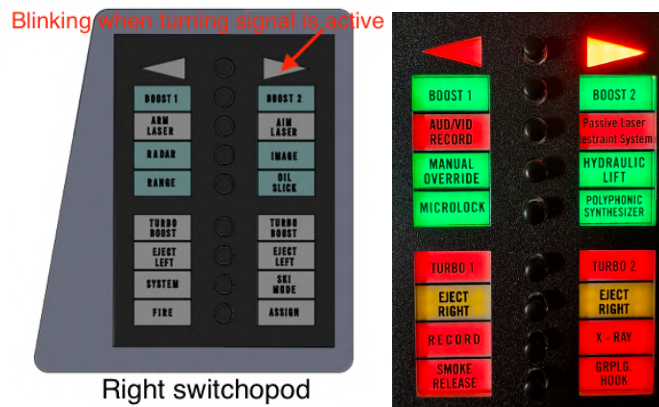 Blinking when turning signal is active
BOOST 1 BOOST 2
ARM AIM
LASER LASER
RADAR IMAGE
RANGE OIL
SLICK
TURBO TURBO
BOOST BOOST
EJECT EJECT
LEFT LEFT
SYSTEM SKI
MODE
FIRE ASSIGN
Right switchopod
BOOST 1 BOOST 2
AUD/VID Passive Laser
RECORD estraint System
MANUAL HYDRAULIC
OVERRIDE LIFT
MICROLOCK POLYPHONIC
SYNTHESIZER
TURBO 1 TURBO 2
EJECT EJECT
RIGHT RIGHT
RECORD X-RAY
SMOKE GRPLG.
RELEASE HOOK